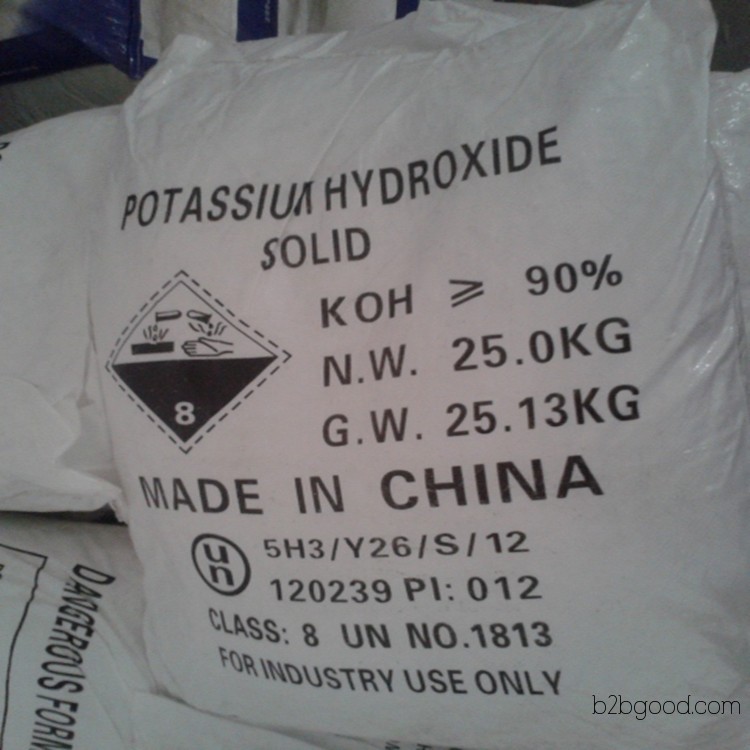 POTASSIUM HYDROXIDE
SOLID
KOH ⩾ 90%
N.W. 25.0KG
G.W. 25.13KG
8
MADE IN CHINA
un
5H3/Y26/S/12
120239 PI: 012
CLASS: 8 UN NO.1813
FOR INDUSTRY USE ONLY
DANGEROUS
b2bgood.com